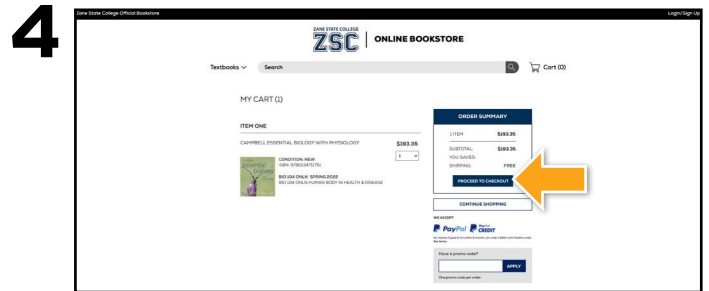 4
Zane State College Official Bookstore
Login/Sign Up
ZANE STATE COLLEGE
ZSC
ONLINE BOOKSTORE
Textbooks
Search
Cart (0)
MY CART (1)
ITEM ONE
CAMPBELL ESSENTIAL BIOLOGY WITH PHYSIOLOGY $193.35
1
essential biology
CONDITION: NEW
BIO 104 ONLN SPRING 2022
BIO 104 ONLN HUMAN BODY IN HEALTH & DISEASE
ORDER SUMMARY
1 ITEM $193.35
SUBTOTAL: $193.35
YOU SAVED:
SHIPPING: FREE
PROCEED TO CHECKOUT
CONTINUE SHOPPING
WE ACCEPT
PayPal PayPal CREDIT
See terms.
Have a promo code?
APPLY
One promo code per order